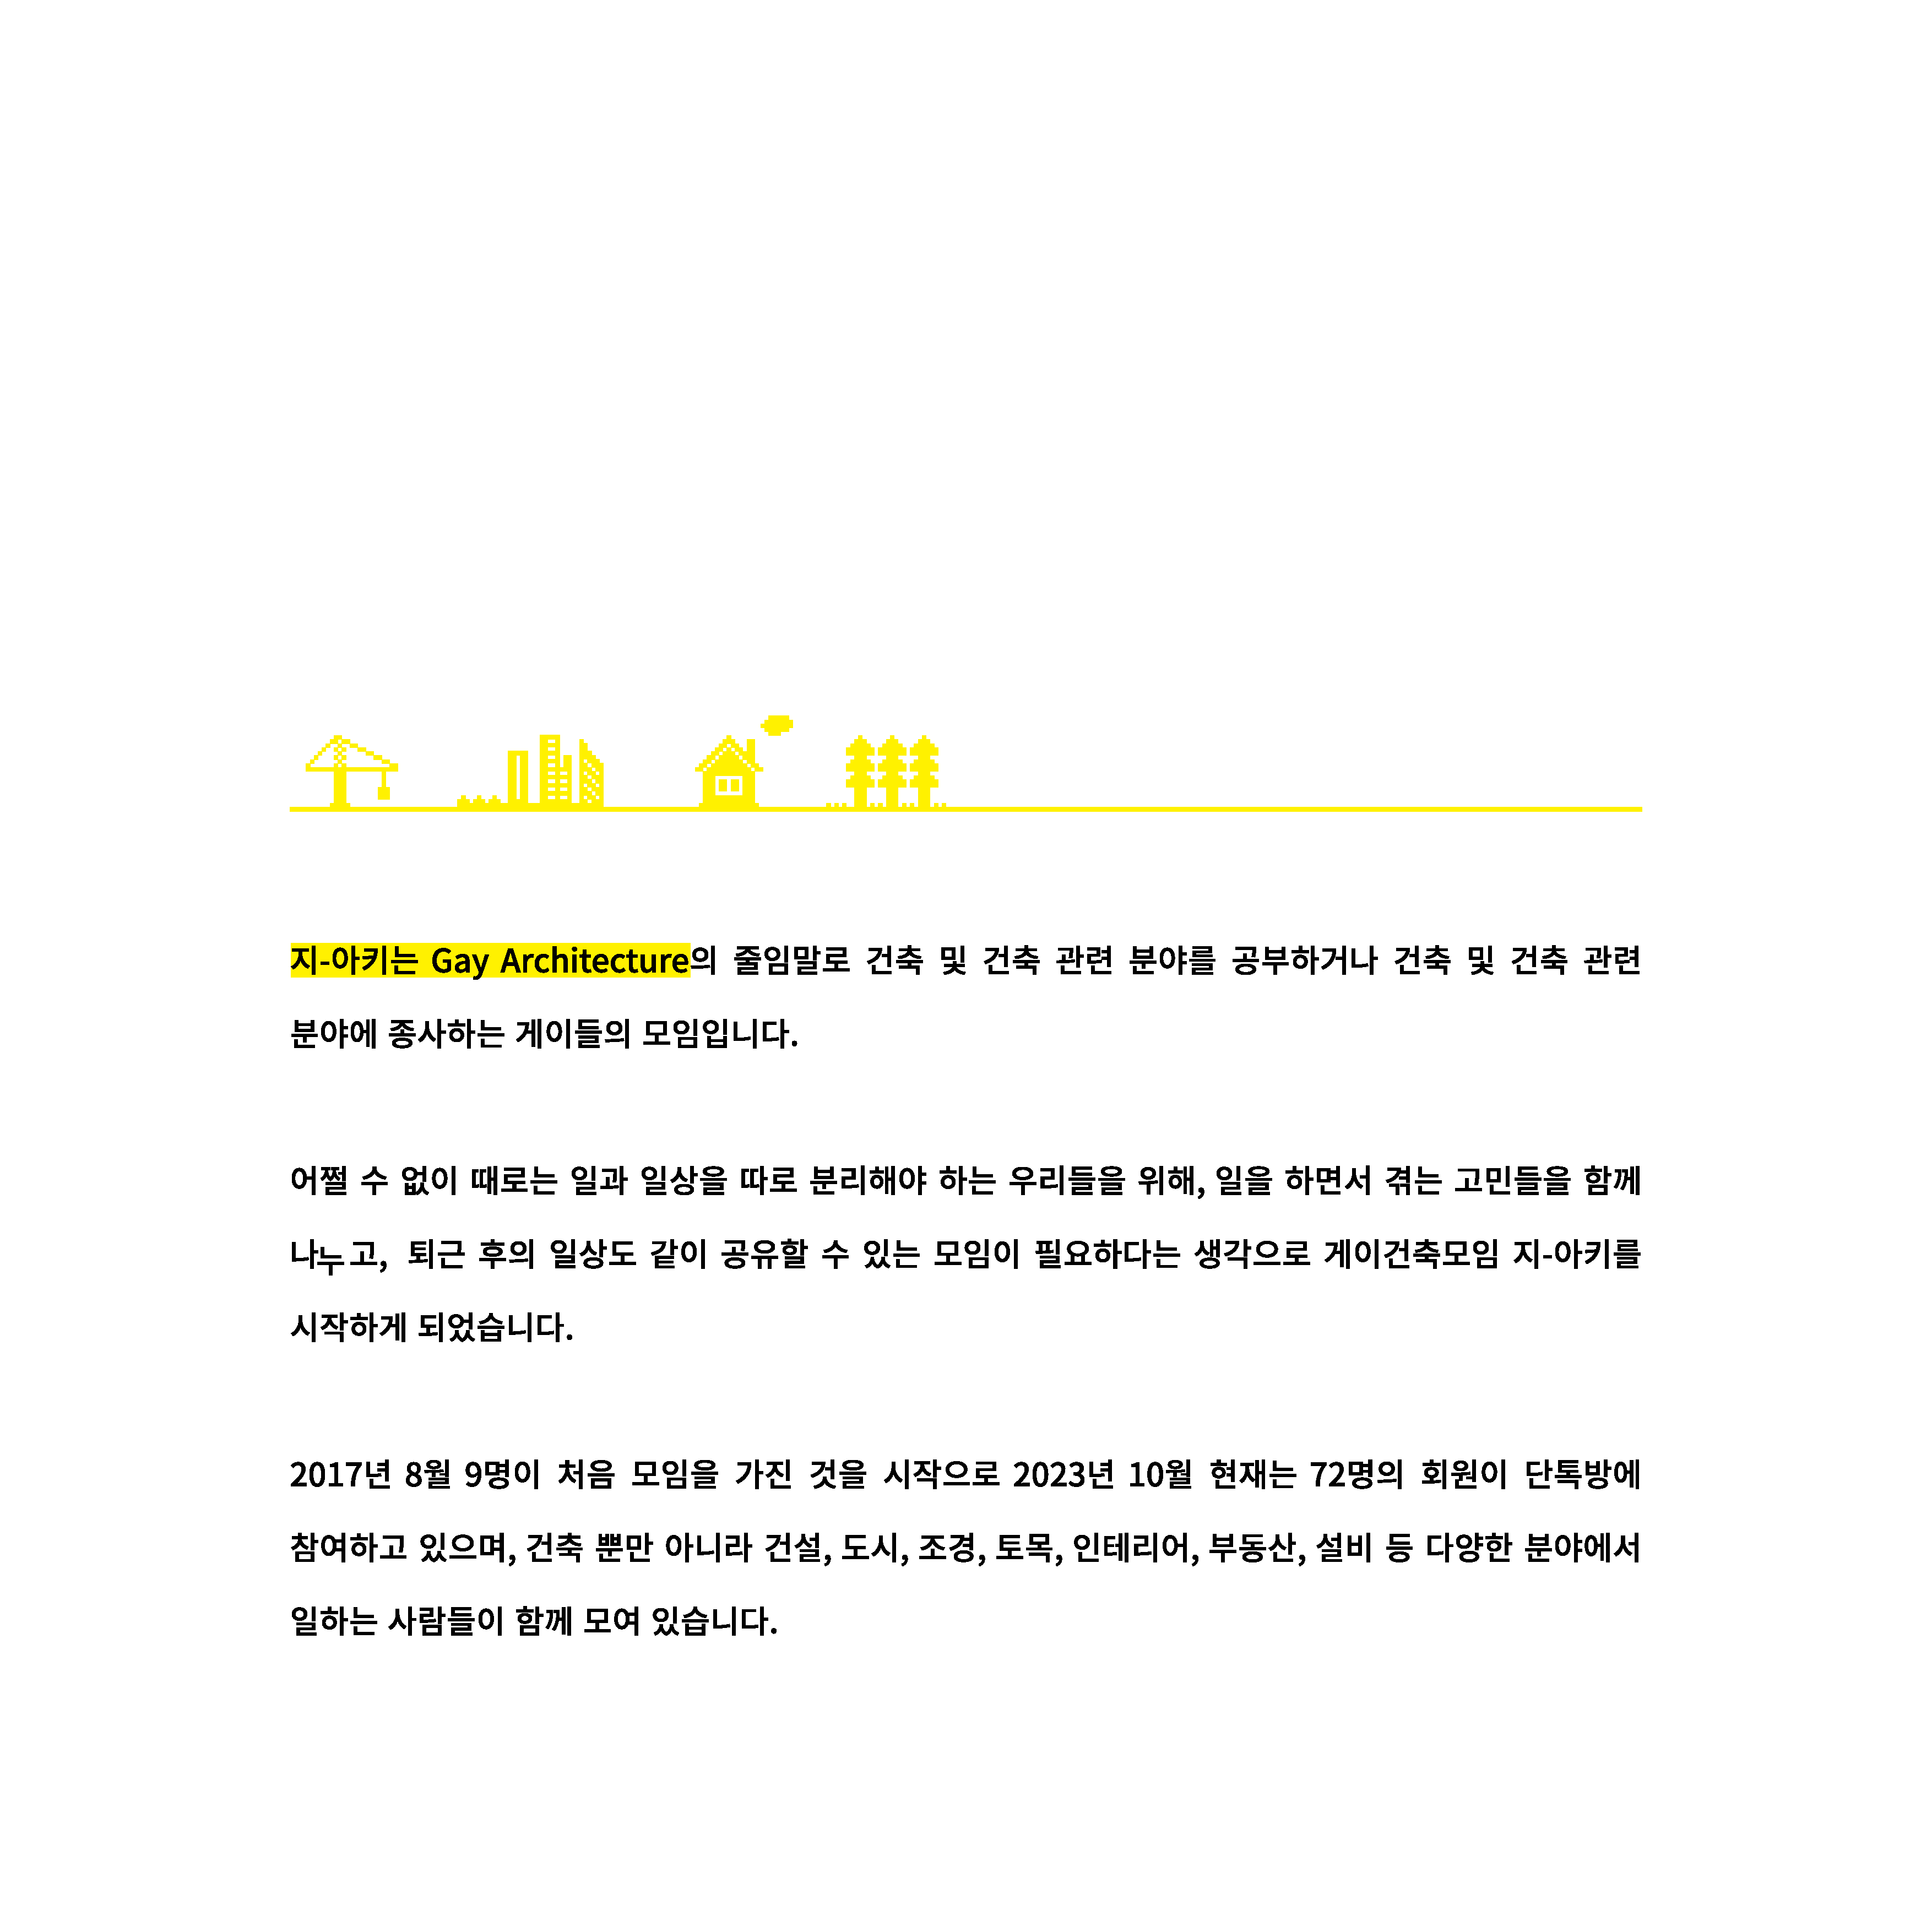 지-아키는 Gay Architecture의 줄임말로 건축 및 건축 관련 분야를 공부하거나 건축 및 건축 관련
분야에 종사하는 게이들의 모임입니다.
어쩔 수 없이 때로는 일과 일상을 따로 분리해야 하는 우리들을 위해, 일을 하면서 겪는 고민들을 함께
나누고, 퇴근 후의 일상도 같이 공유할 수 있는 모임이 필요하다는 생각으로 게이건축모임 지-아키를
시작하게 되었습니다.
2017년 8월 9명이 처음 모임을 가진 것을 시작으로 2023년 10월 현재는 72명의 회원이 단톡방에
참여하고 있으며, 건축 뿐만 아니라 건설, 도시, 조경, 토목, 인테리어, 부동산, 설비 등 다양한 분야에서
일하는 사람들이 함께 모여 있습니다.